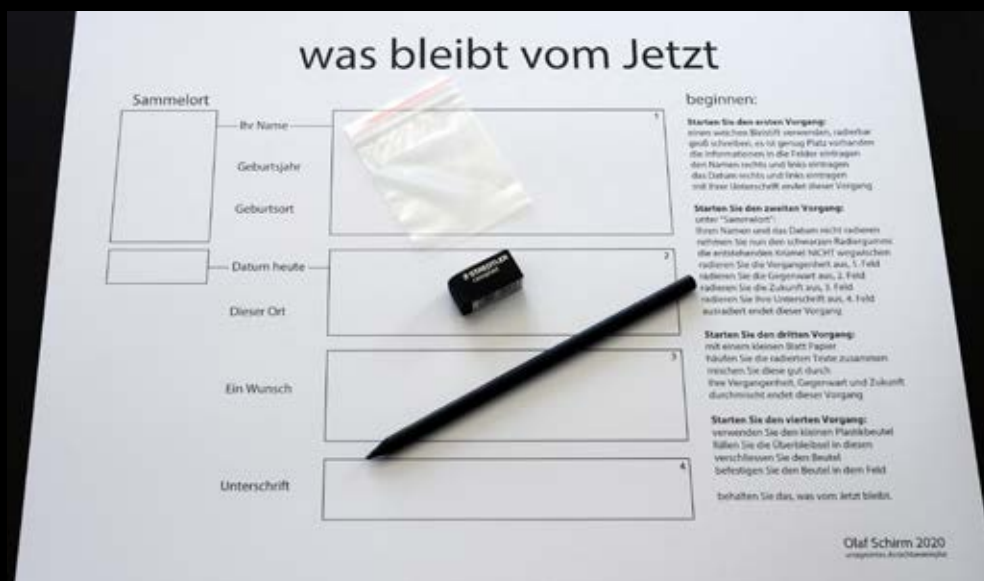 was bleibt vom Jetzt
Sammelort
Ihr Name
Geburtsjahr
Geburtsort
1
Datum heute
Dieser Ort
2
STAEDTLER
Ein Wunsch
3
Unterschrift
4
beginnen:
Starten Sie den ersten Vorgang:
einen weichen Bleistift verwenden, radierbar
groß schreiben, es ist genug Platz vorhanden
die Informationen in die Felder eintragen
den Namen rechts und links eintragen
das Datum rechts und links eintragen
mit Ihrer Unterschrift endet dieser Vorgang
Starten Sie den zweiten Vorgang:
unter "Sammelort":
Ihren Namen und das Datum nicht radieren
nehmen Sie nun den schwarzen Radiergummi
die entstehenden Krümel NICHT wegwischen
radieren Sie die Vergangenheit aus, 1. Feld
radieren Sie die Gegenwart aus, 2. Feld
radieren Sie die Zukunft aus, 3. Feld
radieren Sie Ihre Unterschrift aus, 4. Feld
ausradiert endet dieser Vorgang
Starten Sie den dritten Vorgang:
mit einem kleinen Blatt Papier
häufen Sie die radierten Texte zusammen
mischen Sie diese gut durch
Ihre Vergangenheit, Gegenwart und Zukunft
durchmischt endet dieser Vorgang
Starten Sie den vierten Vorgang:
verwenden Sie den kleinen Plastikbeutel
füllen Sie die Überbleibsel in diesen
verschliessen Sie den Beutel
befestigen Sie den Beutel in dem Feld
behalten Sie das, was vom Jetzt bleibt.
Olaf Schirm 2020